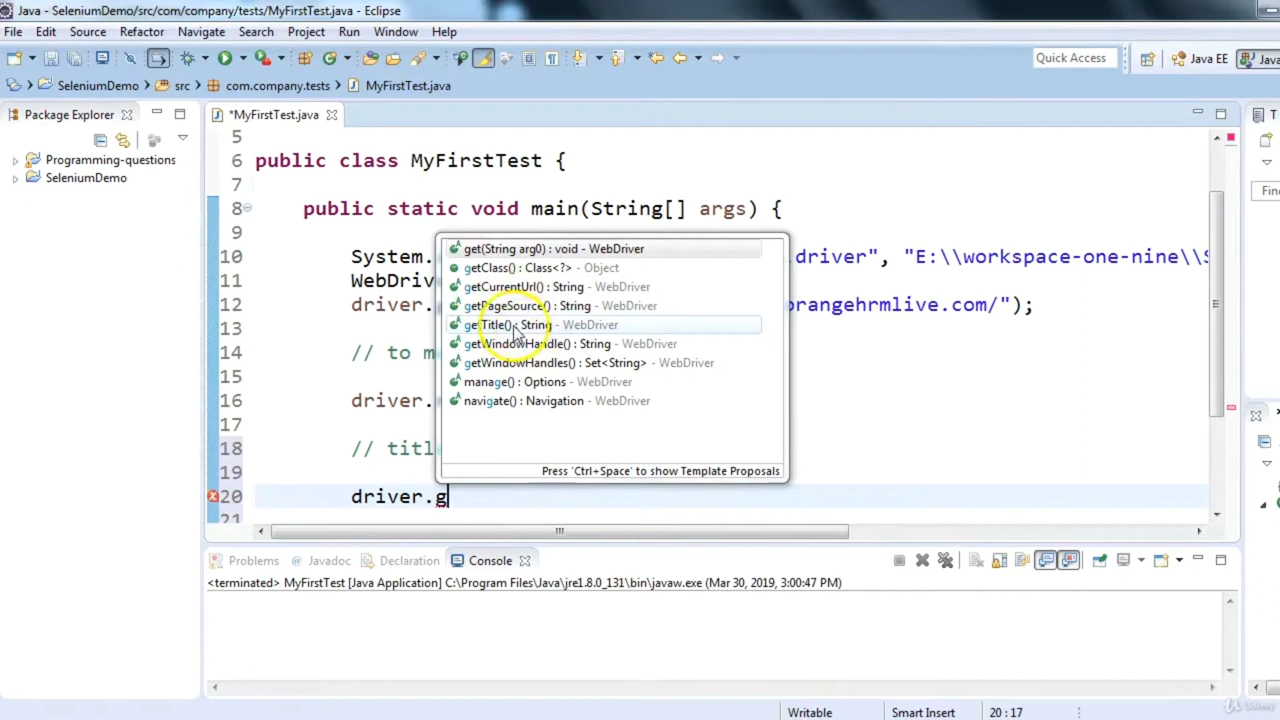 Java - SeleniumDemo/src/com/company/tests/MyFirstTest.java - Eclipse
File Edit Source Refactor Navigate Search Project Run Window Help
Quick Access
Java EE
Java
SeleniumDemo src com.company.tests MyFirstTest.java
Package Explorer
*MyFirstTest.java
T
Programming-questions
SeleniumDemo
Fin
5
6 public class MyFirstTest {
7
8 public static void main(String[] args) {
9
10 System. .driver", "E:\\workspace-one-nine\\S
11 WebDriv
12 driver. rangehrmlive.com/");
13
14 // to m
15
16 driver.
17
18 // titl
19
20 driver.g
21
get(String arg0) : void - WebDriver
getClass() : Class<?> - Object
getCurrentUrl() : String - WebDriver
getPageSource() : String - WebDriver
getTitle() : String - WebDriver
getWindowHandle() : String - WebDriver
getWindowHandles() : Set<String> - WebDriver
manage() : Options - WebDriver
navigate() : Navigation - WebDriver
Press 'Ctrl+Space' to show Template Proposals
Problems @ Javadoc Declaration Console
<terminated> MyFirstTest [Java Application] C:\Program Files\Java\jre1.8.0_131\bin\javaw.exe (Mar 30, 2019, 3:00:47 PM)
Writable Smart Insert 20 : 17
Udemy